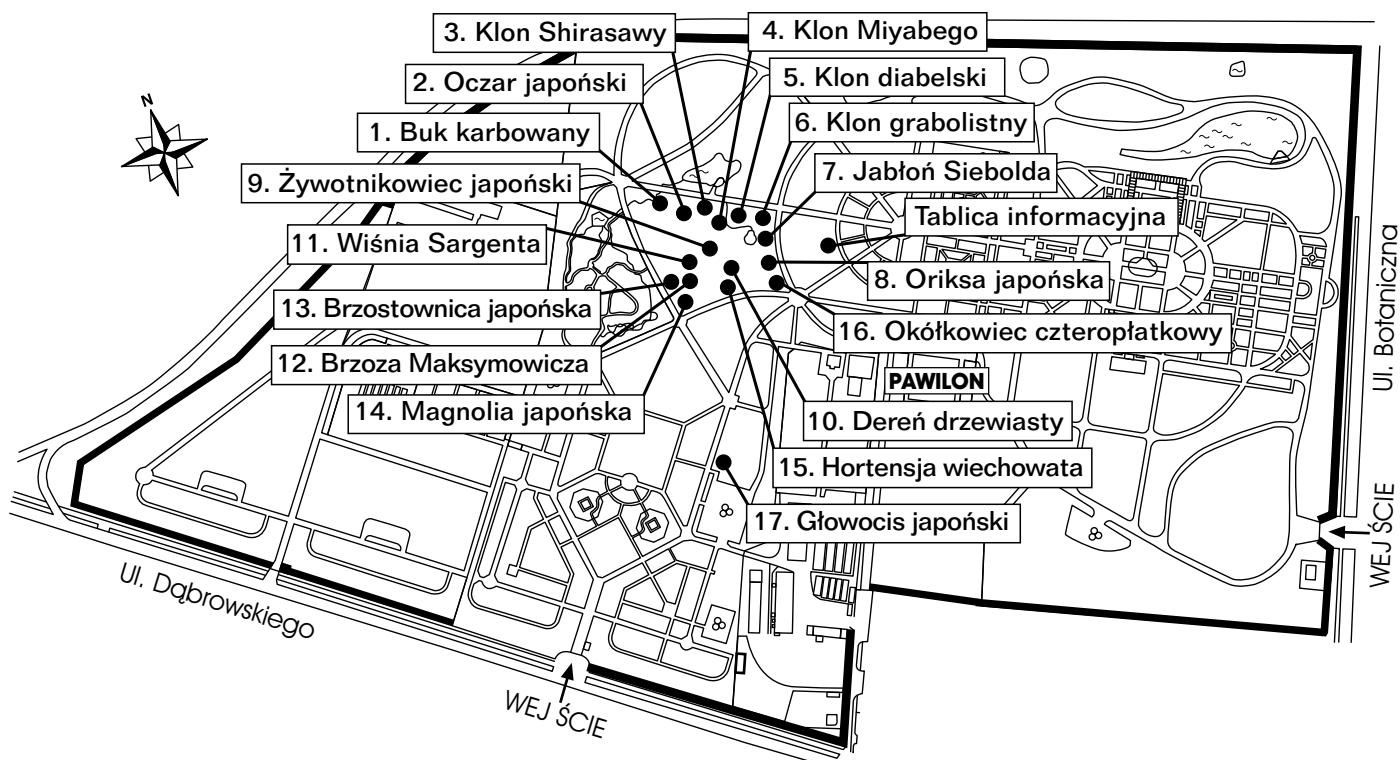 3. Klon Shirasawy
4. Klon Miyabego
2. Oczar japoński
5. Klon diabelski
N
1. Buk karbowany
6. Klon grabolistny
9. Żywotnikowiec japoński
7. Jabłoń Siebolda
Tablica informacyjna
11. Wiśnia Sargenta
8. Oriksa japońska
13. Brzostownica japońska
16. Okółkowiec czteropłatkowy
12. Brzoza Maksymowicza
PAWILON
14. Magnolia japońska
10. Dereń drzewiasty
15. Hortensja wiechowata
17. Głowocis japoński
Ul. Botaniczna
WEJ ŚCIE
Ul. Dąbrowskiego
WEJ ŚCIE